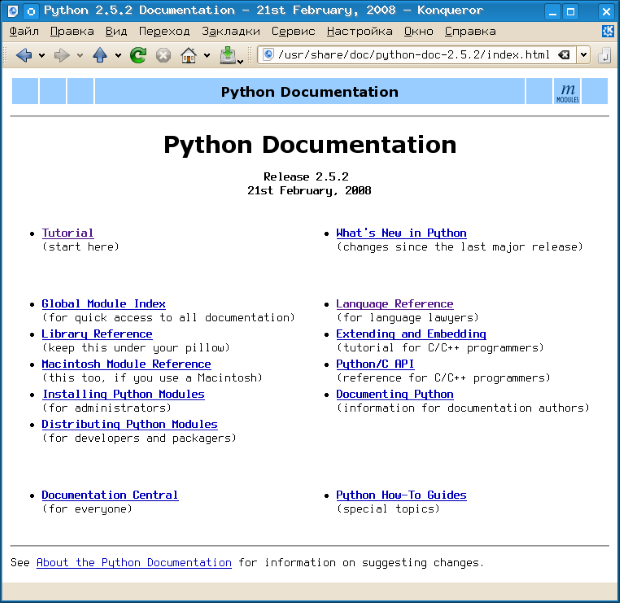 Python 2.5.2 Documentation – 21st February, 2008 – Konqueror
Файл Правка Вид Переход Закладки Сервис Настройка Окно Справка
/usr/share/doc/python-doc-2.5.2/index.html
Python Documentation
m
MODULES
Python Documentation
Release 2.5.2
21st February, 2008
Tutorial
(start here)
What's New in Python
(changes since the last major release)
Global Module Index
(for quick access to all documentation)
Library Reference
(keep this under your pillow)
Macintosh Module Reference
(this too, if you use a Macintosh)
Installing Python Modules
(for administrators)
Distributing Python Modules
(for developers and packagers)
Language Reference
(for language lawyers)
Extending and Embedding
(tutorial for C/C++ programmers)
Python/C API
(reference for C/C++ programmers)
Documenting Python
(information for documentation authors)
Documentation Central
(for everyone)
Python How-To Guides
(special topics)
See About the Python Documentation for information on suggesting changes.